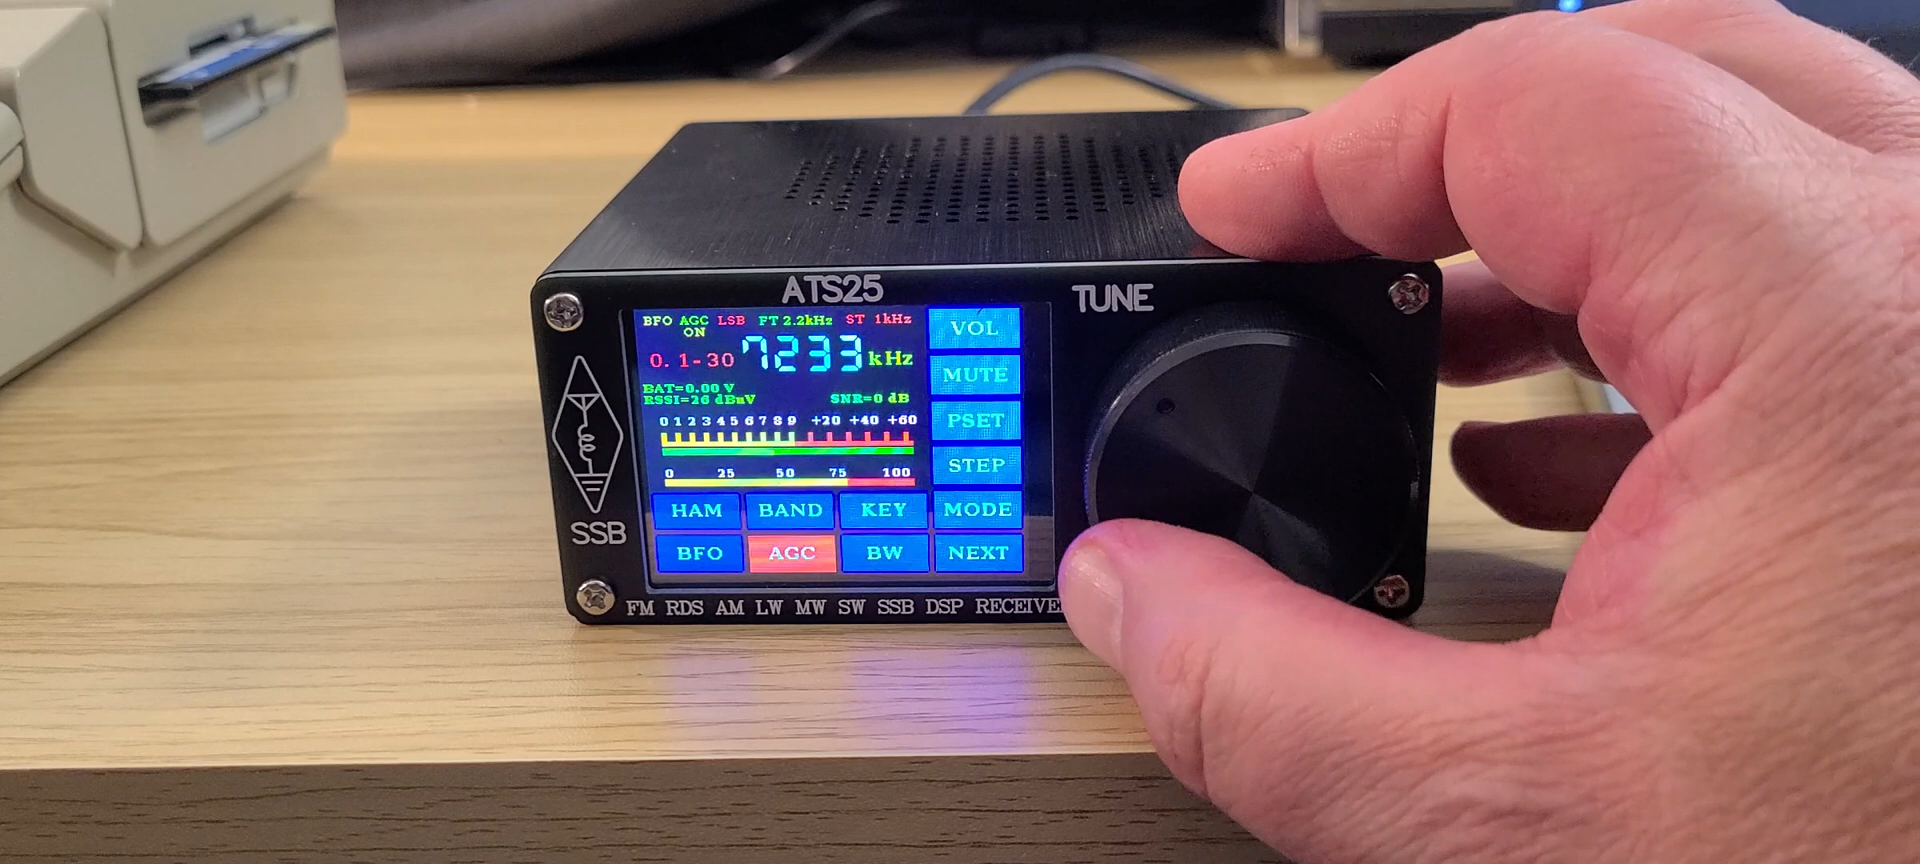 ATS25
TUNE
BFO AGC LSB FT 2.2kHz ST 1kHz
ON
0.1-30 7233 kHz
BAT=0.00 V
RSSI=26 dBuV SNR=0 dB
0 1 2 3 4 5 6 7 8 9 +20 +40 +60
0 25 50 75 100
VOL
MUTE
PSET
STEP
HAM BAND KEY MODE
BFO AGC BW NEXT
SSB
FM RDS AM LW MW SW SSB DSP RECEIVE